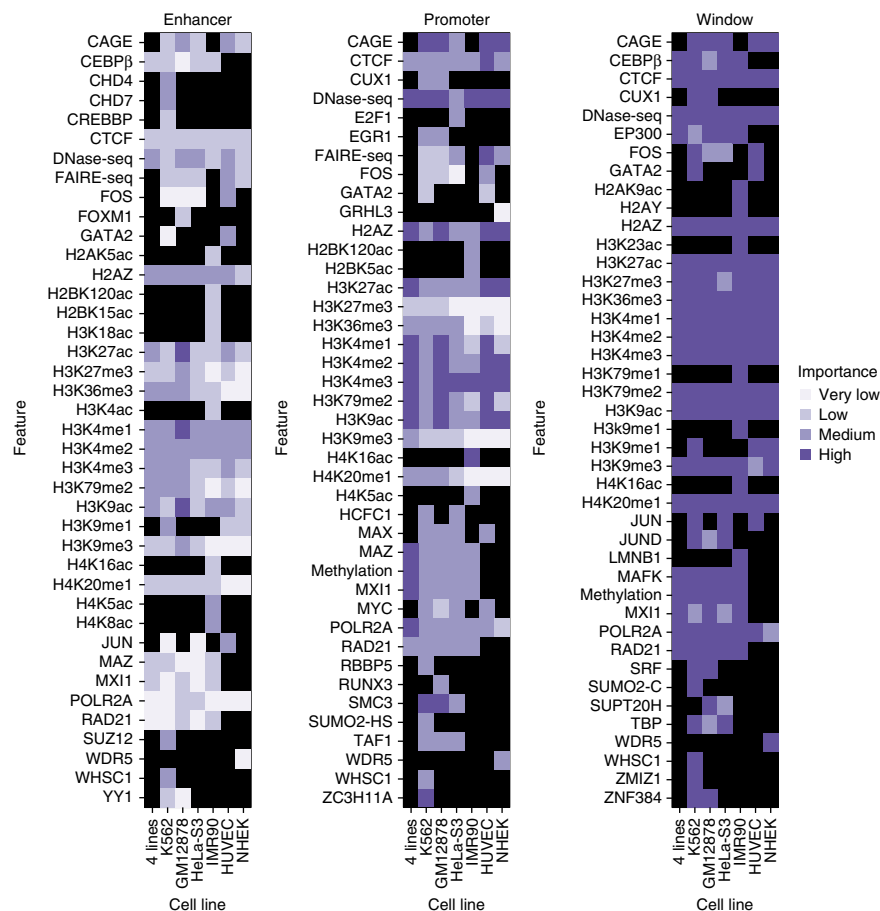 Enhancer
Feature
CAGE
CEBPβ
CHD4
CHD7
CREBBP
CTCF
DNase-seq
FAIRE-seq
FOS
FOXM1
GATA2
H2AK5ac
H2AZ
H2BK120ac
H2BK15ac
H3K18ac
H3K27ac
H3K27me3
H3K36me3
H3K4ac
H3K4me1
H3K4me2
H3K4me3
H3K79me2
H3K9ac
H3K9me1
H3K9me3
H4K16ac
H4K20me1
H4K5ac
H4K8ac
JUN
MAZ
MXI1
POLR2A
RAD21
SUZ12
WDR5
WHSC1
YY1
4 lines
K562
GM12878
HeLa-S3
IMR90
HUVEC
NHEK
Cell line
Promoter
Feature
CAGE
CTCF
CUX1
DNase-seq
E2F1
EGR1
FAIRE-seq
FOS
GATA2
GRHL3
H2AZ
H2BK120ac
H2BK5ac
H3K27ac
H3K27me3
H3K36me3
H3K4me1
H3K4me2
H3K4me3
H3K79me2
H3K9ac
H3K9me3
H4K16ac
H4K20me1
H4K5ac
HCFC1
MAX
MAZ
Methylation
MXI1
MYC
POLR2A
RAD21
RBBP5
RUNX3
SMC3
SUMO2-HS
TAF1
WDR5
WHSC1
ZC3H11A
4 lines
K562
GM12878
HeLa-S3
IMR90
HUVEC
NHEK
Cell line
Window
Feature
CAGE
CEBPβ
CTCF
CUX1
DNase-seq
EP300
FOS
GATA2
H2AK9ac
H2AY
H2AZ
H3K23ac
H3K27ac
H3K27me3
H3K36me3
H3K4me1
H3K4me2
H3K4me3
H3K79me1
H3K79me2
H3K9ac
H3k9me1
H3K9me1
H3K9me3
H4K16ac
H4K20me1
JUN
JUND
LMNB1
MAFK
Methylation
MXI1
POLR2A
RAD21
SRF
SUMO2-C
SUPT20H
TBP
WDR5
WHSC1
ZMIZ1
ZNF384
4 lines
K562
GM12878
HeLa-S3
IMR90
HUVEC
NHEK
Cell line
Importance
Very low
Low
Medium
High